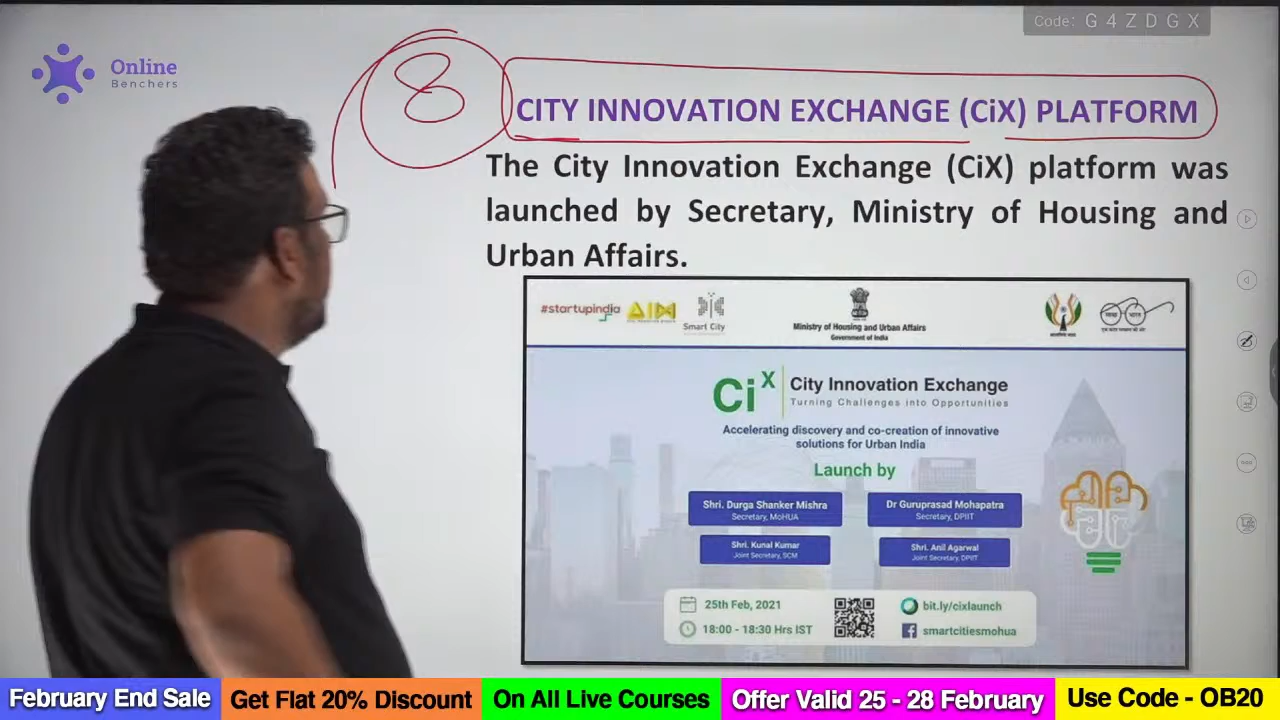 Code: G4ZDGX
Online
Benchers
8
CITY INNOVATION EXCHANGE (CiX) PLATFORM
The City Innovation Exchange (CiX) platform was
launched by Secretary, Ministry of Housing and
Urban Affairs.
#startupindia AIM
Smart City
Ministry of Housing and Urban Affairs
Government of India
CiX City Innovation Exchange
Turning Challenges into Opportunities
Accelerating discovery and co-creation of innovative
solutions for Urban India
Launch by
Shri. Durga Shanker Mishra
Secretary, MoHUA
Dr Guruprasad Mohapatra
Secretary, DPIIT
Shri. Kunal Kumar
Joint Secretary, SCM
Shri. Anil Agarwal
Joint Secretary, DPIIT
25th Feb, 2021
bit.ly/cixlaunch
18:00 - 18:30 Hrs IST
smartcitiesmohua
February End Sale
Get Flat 20% Discount
On All Live Courses
Offer Valid 25 - 28 February
Use Code - OB20